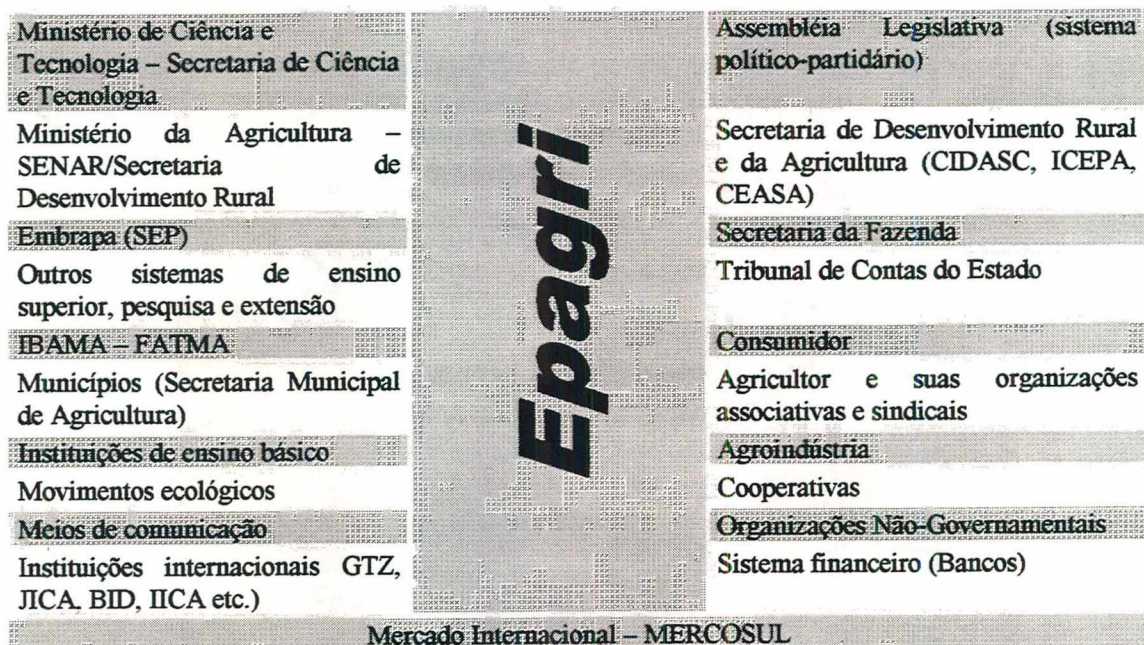 Ministério de Ciência e
Tecnologia – Secretaria de Ciência
e Tecnologia
Ministério da Agricultura –
SENAR/Secretaria de
Desenvolvimento Rural
Embrapa (SEP)
Outros sistemas de ensino
superior, pesquisa e extensão
IBAMA – FATMA
Municípios (Secretaria Municipal
de Agricultura)
Instituições de ensino básico
Movimentos ecológicos
Meios de comunicação
Instituições internacionais GTZ,
JICA, BID, IICA etc.)
Epagri
Assembléia Legislativa (sistema
político-partidário)
Secretaria de Desenvolvimento Rural
e da Agricultura (CIDASC, ICEPA,
CEASA)
Secretaria da Fazenda
Tribunal de Contas do Estado
Consumidor
Agricultor e suas organizações
associativas e sindicais
Agroindústria
Cooperativas
Organizações Não-Governamentais
Sistema financeiro (Bancos)
Mercado Internacional – MERCOSUL